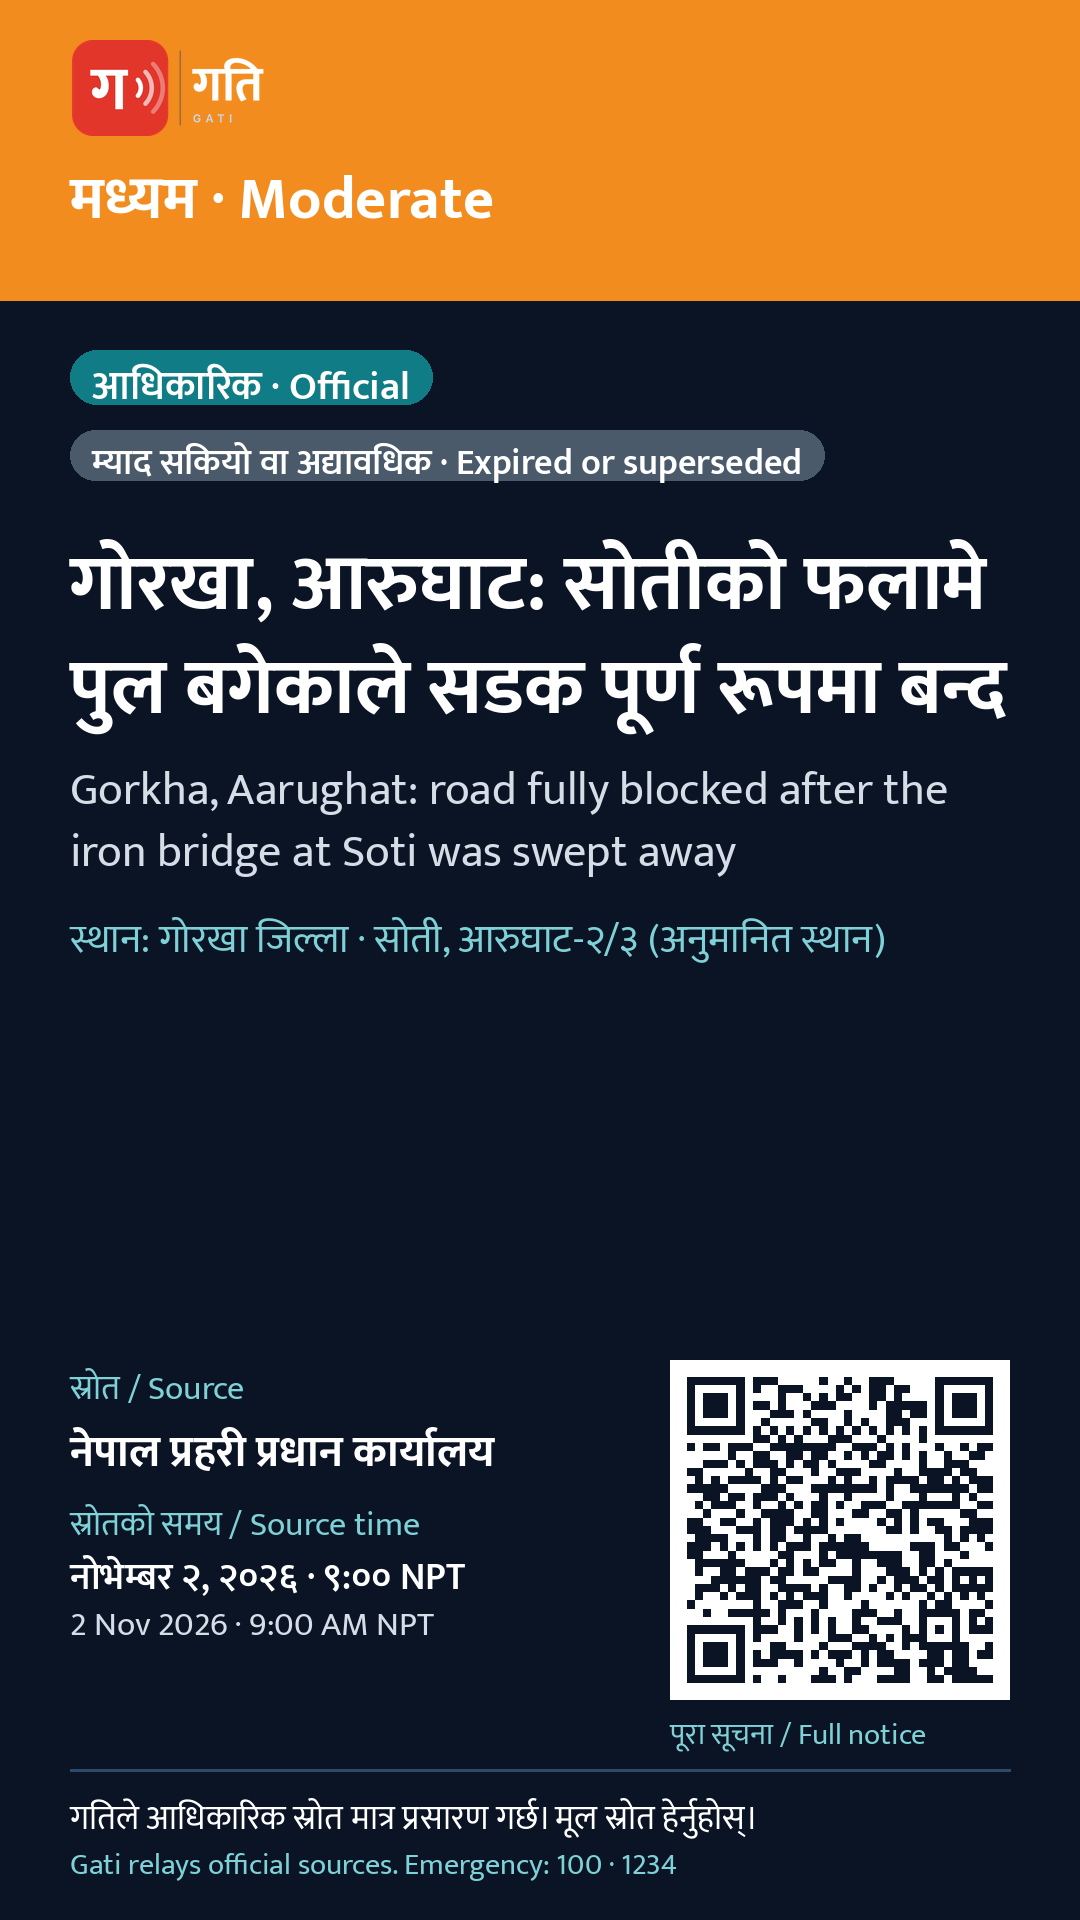 ग
गति
GATI
मध्यम · Moderate
आधिकारिक · Official
म्याद सकियो वा अद्यावधिक · Expired or superseded
गोरखा, आरुघाट: सोतीको फलामे
पुल बगेकाले सडक पूर्ण रूपमा बन्द
Gorkha, Aarughat: road fully blocked after the
iron bridge at Soti was swept away
स्थान: गोरखा जिल्ला · सोती, आरुघाट-२/३ (अनुमानित स्थान)
स्रोत / Source
नेपाल प्रहरी प्रधान कार्यालय
स्रोतको समय / Source time
नोभेम्बर २, २०२६ · ९:०० NPT
2 Nov 2026 · 9:00 AM NPT
पूरा सूचना / Full notice
गतिले आधिकारिक स्रोत मात्र प्रसारण गर्छ। मूल स्रोत हेर्नुहोस्।
Gati relays official sources. Emergency: 100 · 1234